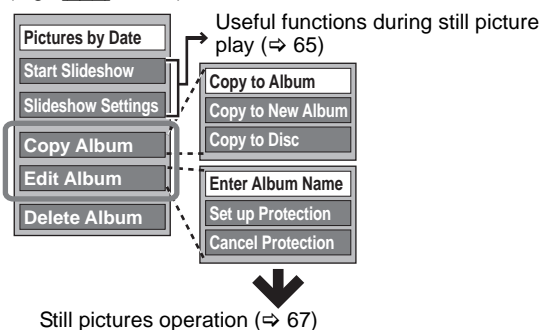 Useful functions during still picture
play (⇨ 65)
Pictures by Date
Start Slideshow
Slideshow Settings
Copy Album
Edit Album
Delete Album
Copy to Album
Copy to New Album
Copy to Disc
Enter Album Name
Set up Protection
Cancel Protection
Still pictures operation (⇨ 67)